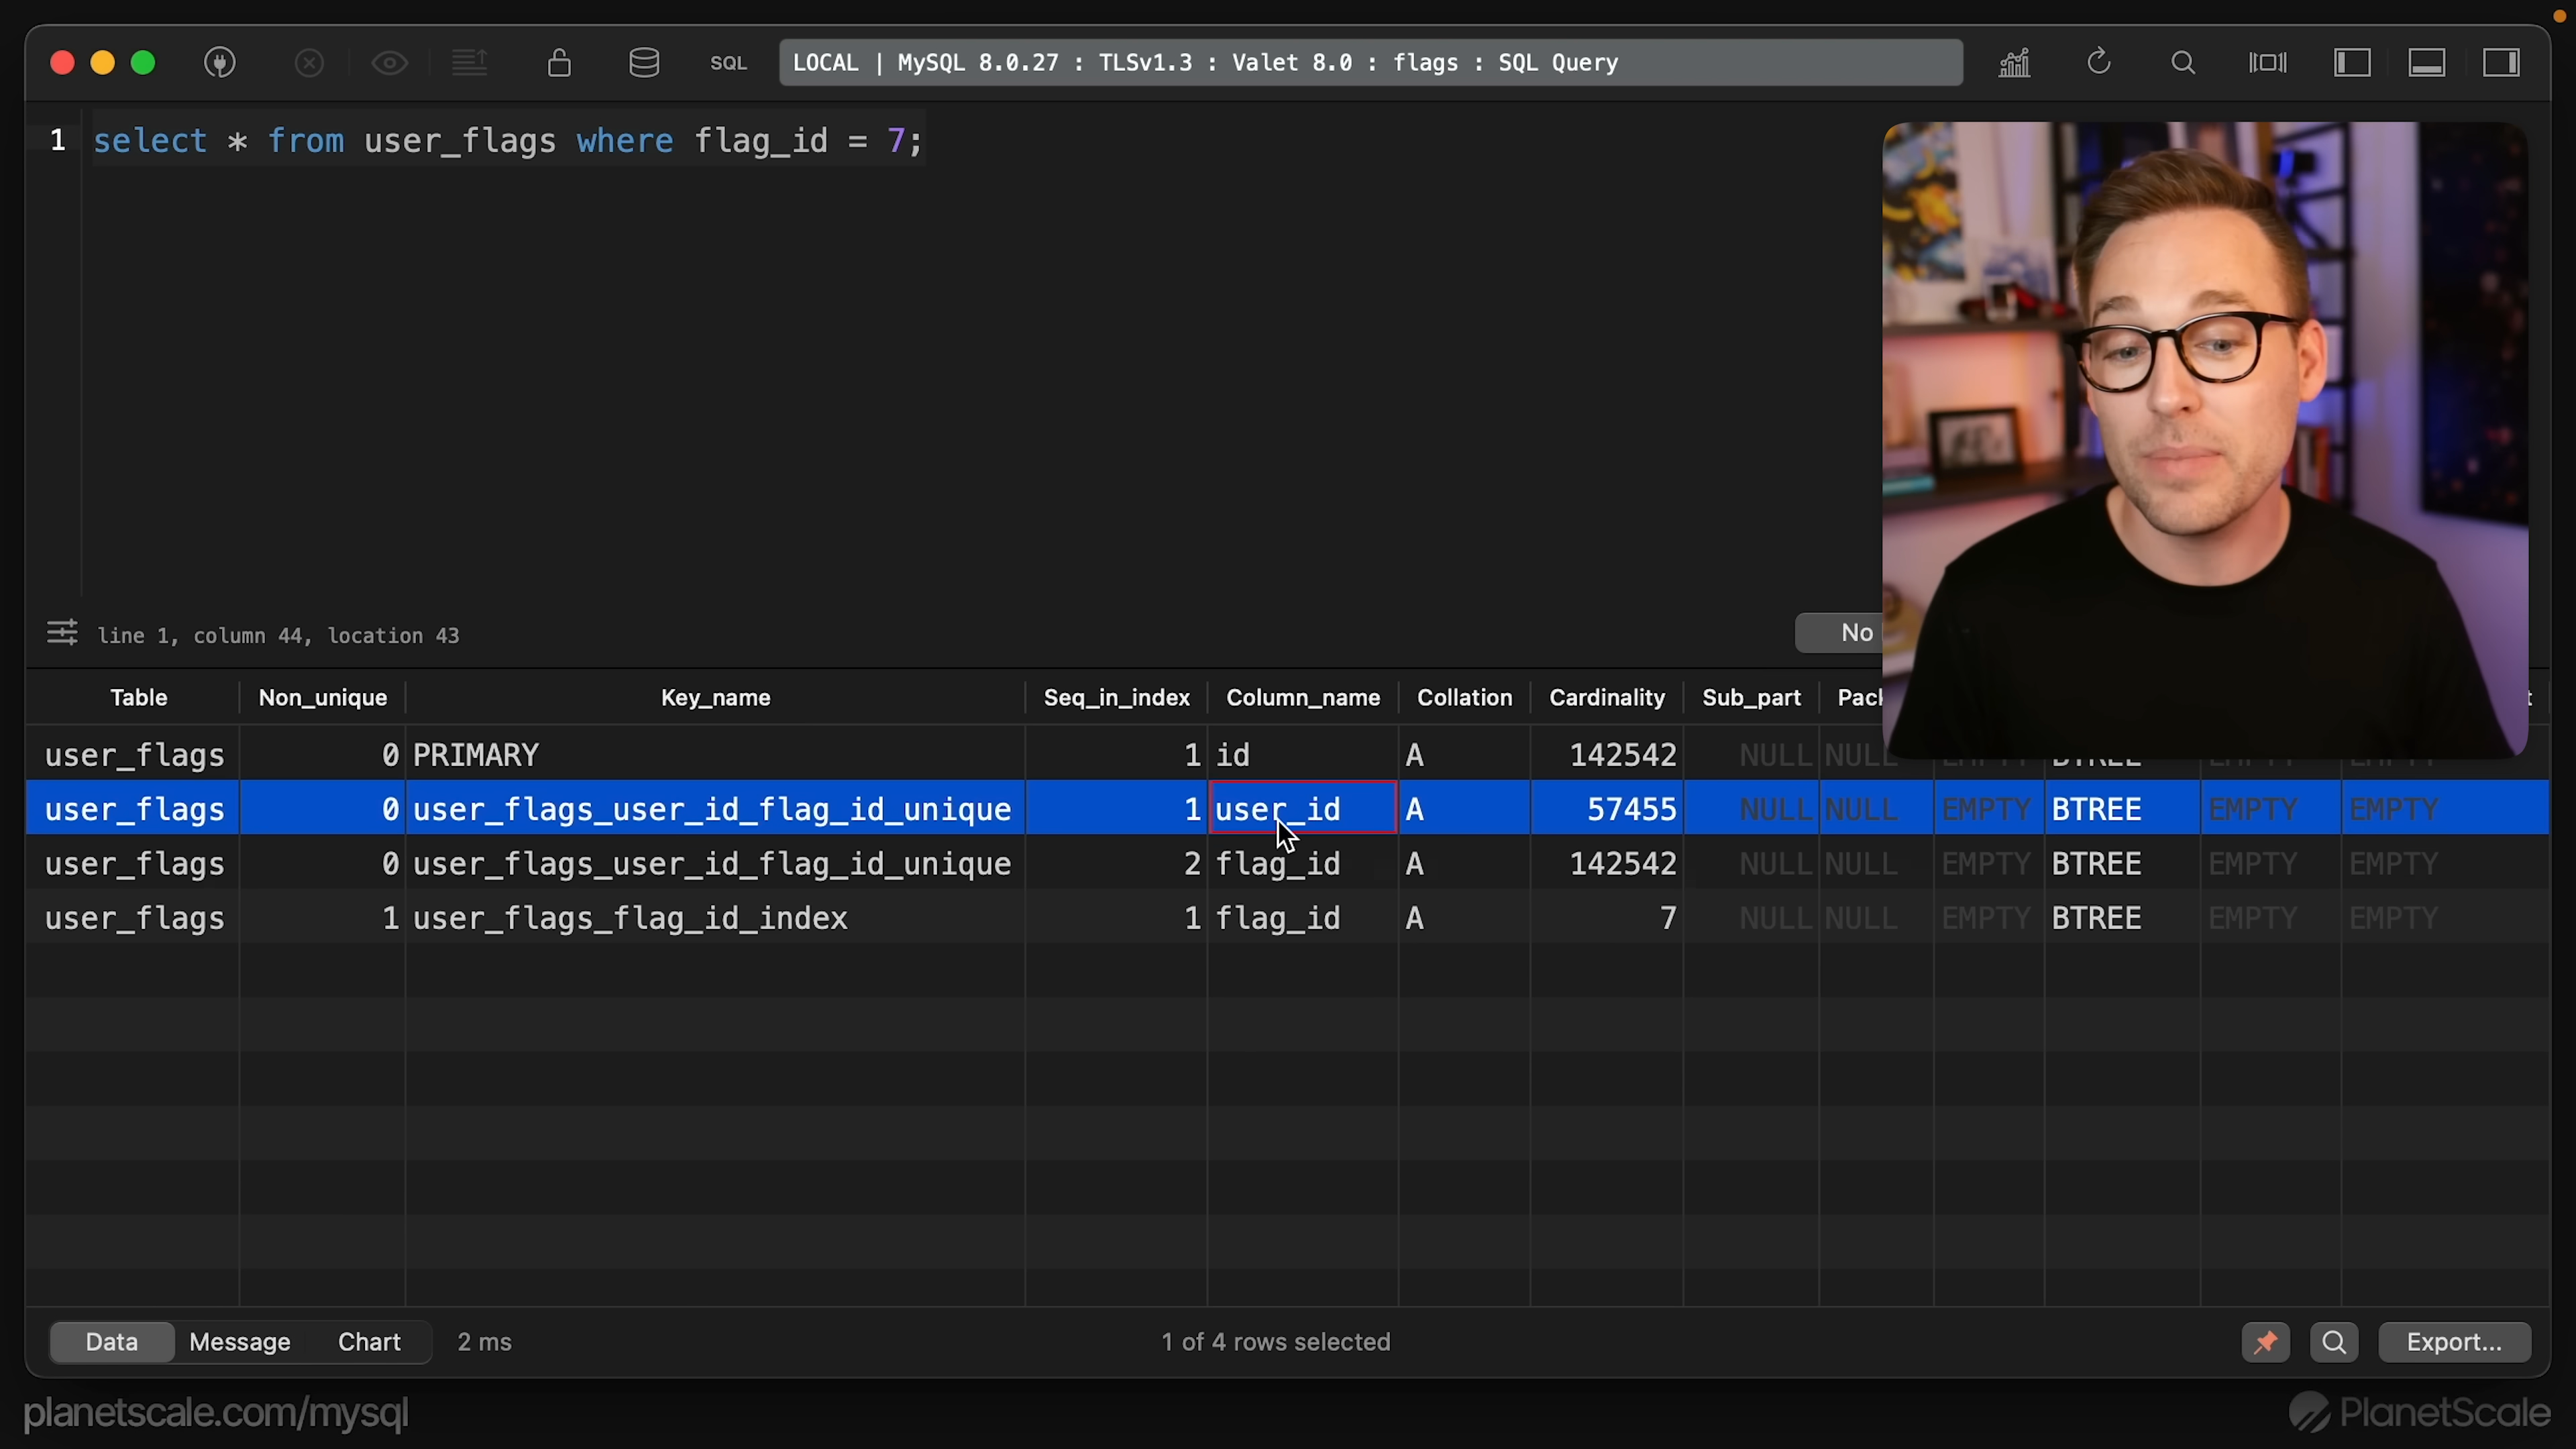 SQL LOCAL | MySQL 8.0.27 : TLSv1.3 : Valet 8.0 : flags : SQL Query
1 select * from user_flags where flag_id = 7;
line 1, column 44, location 43
No
Table Non_unique Key_name Seq_in_index Column_name Collation Cardinality Sub_part Pack t
user_flags 0 PRIMARY 1 id A 142542 NULL NULL EMPTY BTREE EMPTY EMPTY
user_flags 0 user_flags_user_id_flag_id_unique 1 user_id A 57455 NULL NULL EMPTY BTREE EMPTY EMPTY
user_flags 0 user_flags_user_id_flag_id_unique 2 flag_id A 142542 NULL NULL EMPTY BTREE EMPTY EMPTY
user_flags 1 user_flags_flag_id_index 1 flag_id A 7 NULL NULL EMPTY BTREE EMPTY EMPTY
Data Message Chart 2 ms 1 of 4 rows selected Export...
planetscale.com/mysql PlanetScale